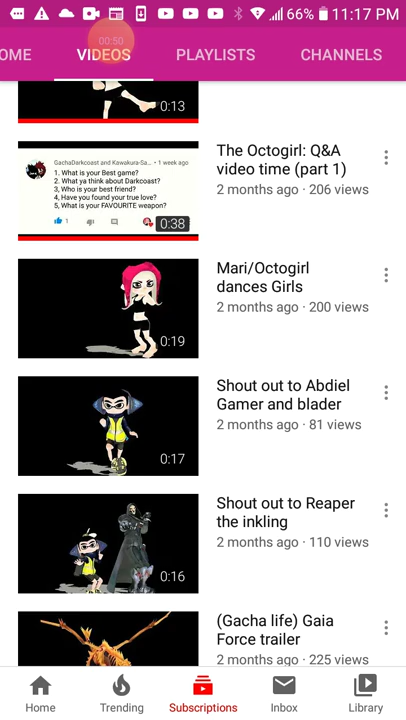 66% 11:17 PM
00:50
OME VIDEOS PLAYLISTS CHANNELS
0:13
GachaDarkcoast and Kawakura-Sa... • 1 week ago
1. What is your Best game?
2. What ya think about Darkcoast?
3, Who is your best friend?
4, Have you found your true love?
5, What is your FAVOURITE weapon?
1
0:38
The Octogirl: Q&A
video time (part 1)
2 months ago · 206 views
0:19
Mari/Octogirl
dances Girls
2 months ago · 200 views
0:17
Shout out to Abdiel
Gamer and blader
2 months ago · 81 views
0:16
Shout out to Reaper
the inkling
2 months ago · 110 views
(Gacha life) Gaia
Force trailer
2 months ago · 225 views
Home Trending Subscriptions Inbox Library